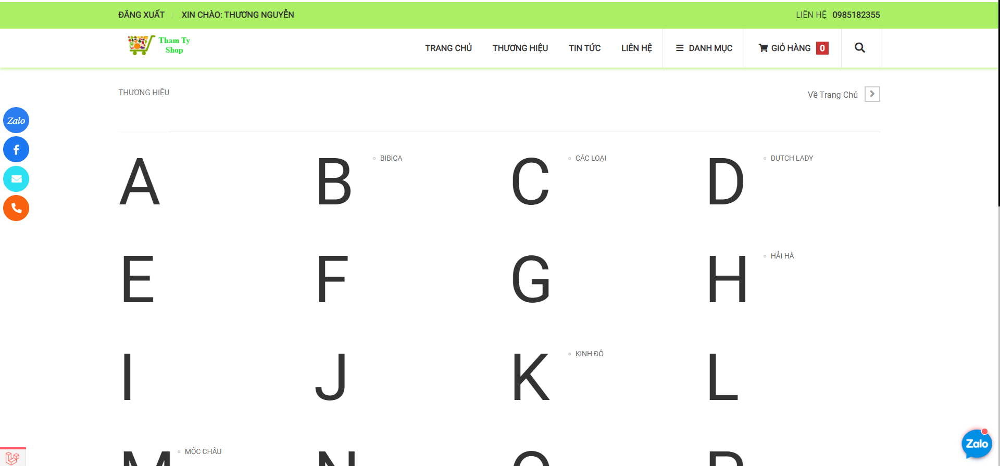 ĐĂNG XUẤT XIN CHÀO: THƯƠNG NGUYỄN LIÊN HỆ 0985182355
Tham Ty
Shop
TRANG CHỦ THƯƠNG HIỆU TIN TỨC LIÊN HỆ DANH MỤC GIỎ HÀNG 0
THƯƠNG HIỆU Về Trang Chủ
Zalo
A BIBICA
B CÁC LOẠI
C DUTCH LADY
D
E F G H HẢI HÀ
I J K KINH ĐÔ L
M MỘC CHÂU
N
Zalo